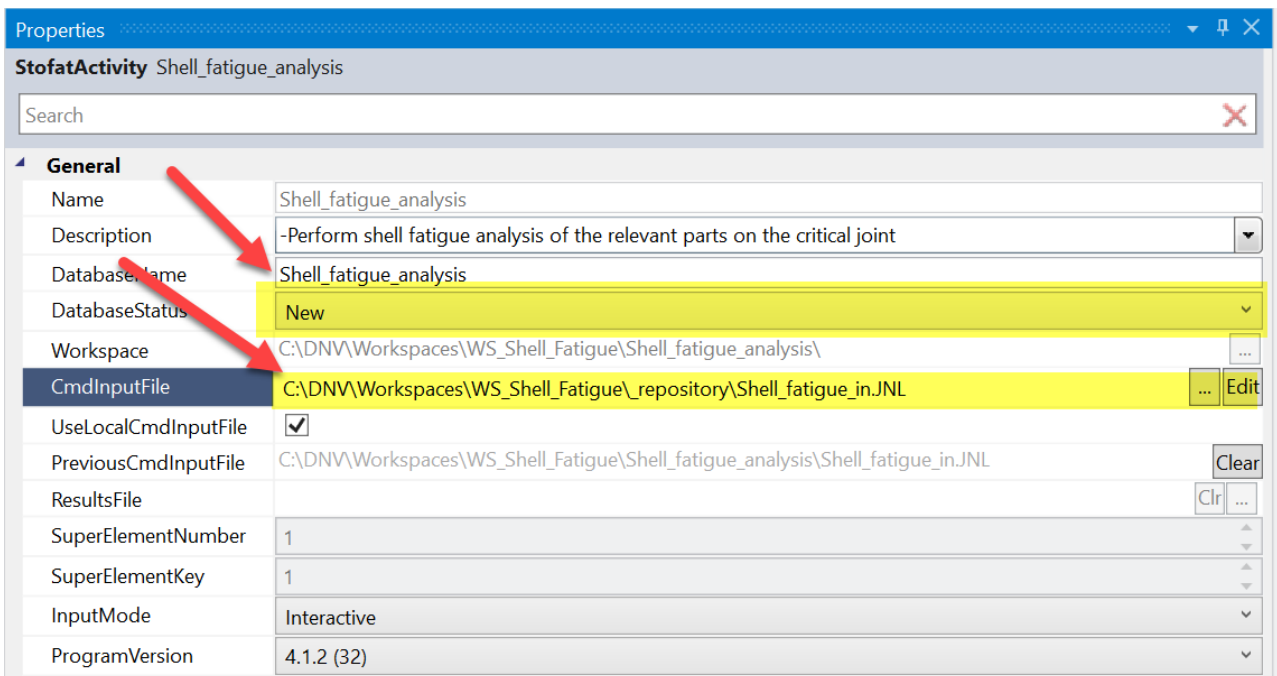 Properties
StofatActivity Shell_fatigue_analysis
Search
General
Name Shell_fatigue_analysis
Description -Perform shell fatigue analysis of the relevant parts on the critical joint
DatabaseName Shell_fatigue_analysis
DatabaseStatus New
Workspace C:\DNV\Workspaces\WS_Shell_Fatigue\Shell_fatigue_analysis\ ...
CmdInputFile C:\DNV\Workspaces\WS_Shell_Fatigue\_repository\Shell_fatigue_in.JNL ... Edit
UseLocalCmdInputFile
PreviousCmdInputFile C:\DNV\Workspaces\WS_Shell_Fatigue\Shell_fatigue_analysis\Shell_fatigue_in.JNL Clear
ResultsFile Clr ...
SuperElementNumber 1
SuperElementKey 1
InputMode Interactive
ProgramVersion 4.1.2 (32)